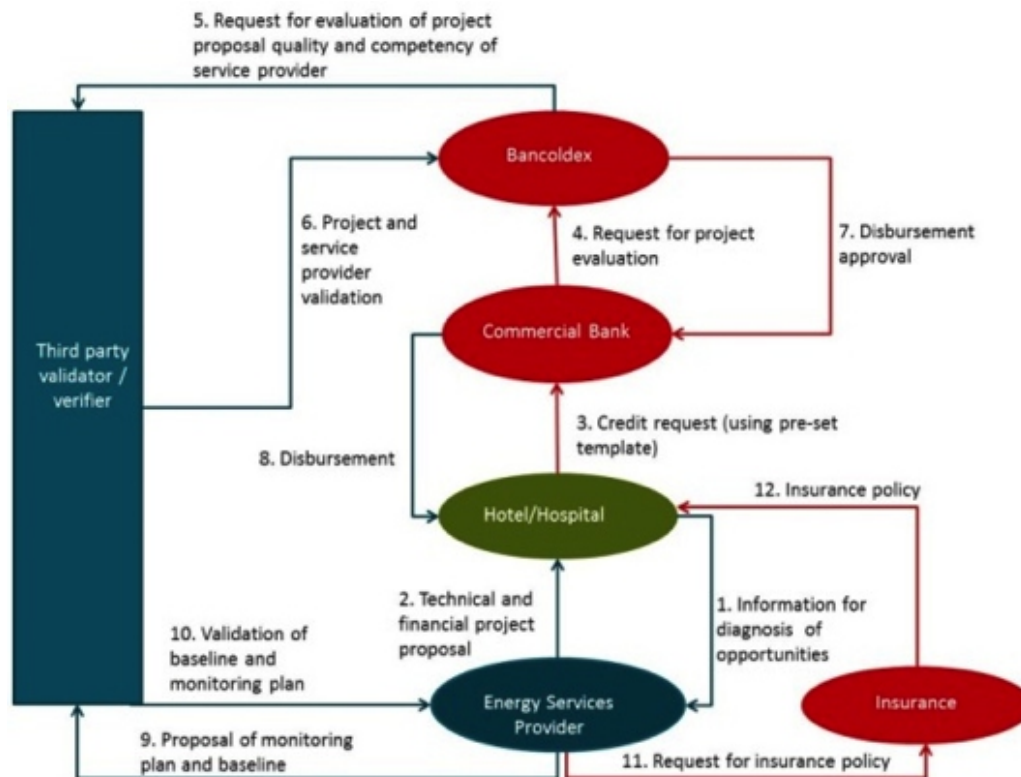 5. Request for evaluation of project
proposal quality and competency of
service provider
Bancoldex
6. Project and
service
provider
validation
4. Request for project
evaluation
7. Disbursement
approval
Commercial Bank
Third party
validator /
verifier
3. Credit request (using pre-set
template)
8. Disbursement
12. Insurance policy
Hotel/Hospital
2. Technical and
financial project
proposal
1. Information for
diagnosis of
opportunities
10. Validation of
baseline and
monitoring plan
Energy Services
Provider
Insurance
9. Proposal of monitoring
plan and baseline
11. Request for insurance policy